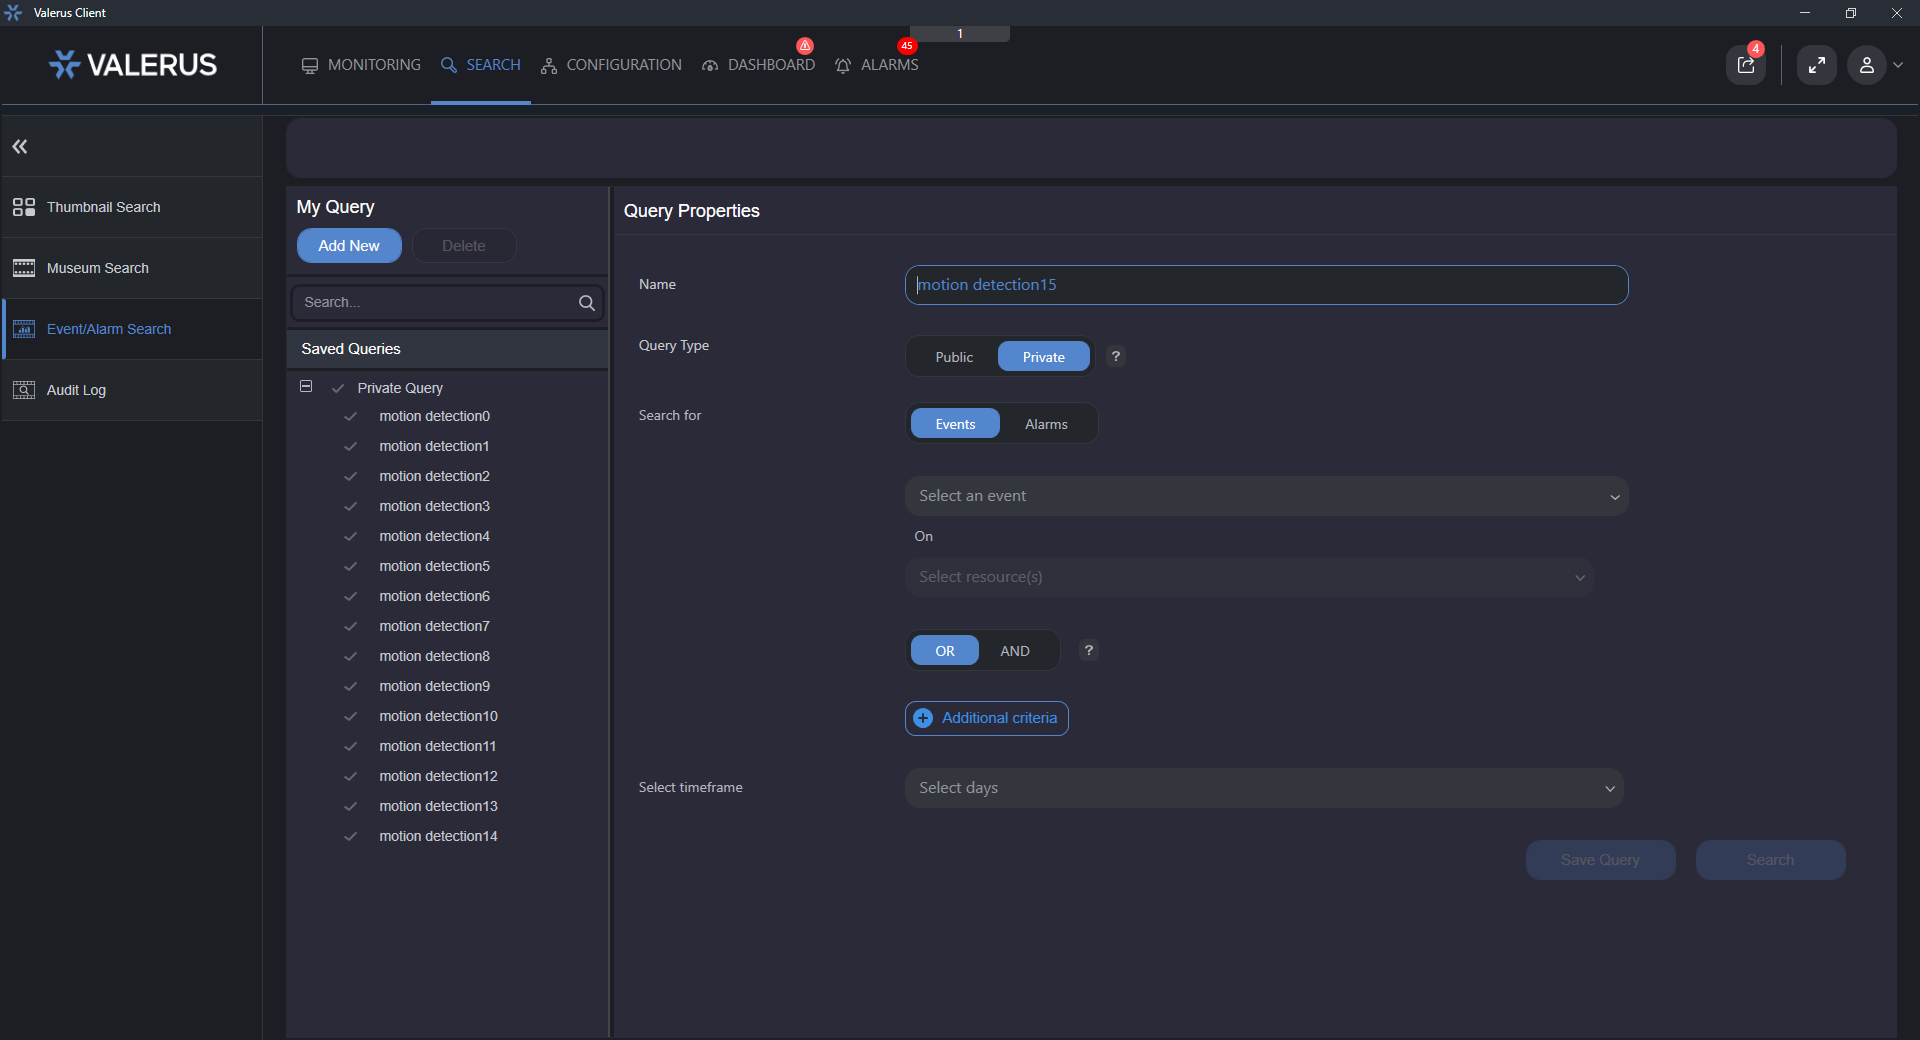 Valerus Client
1
VALERUS
MONITORING
SEARCH
CONFIGURATION
DASHBOARD
45
ALARMS
4
Thumbnail Search
Museum Search
Event/Alarm Search
Audit Log
My Query
Add New
Delete
Search...
Saved Queries
Private Query
motion detection0
motion detection1
motion detection2
motion detection3
motion detection4
motion detection5
motion detection6
motion detection7
motion detection8
motion detection9
motion detection10
motion detection11
motion detection12
motion detection13
motion detection14
Query Properties
Name
motion detection15
Query Type
Public
Private
?
Search for
Events
Alarms
Select an event
On
Select resource(s)
OR
AND
?
Additional criteria
Select timeframe
Select days
Save Query
Search